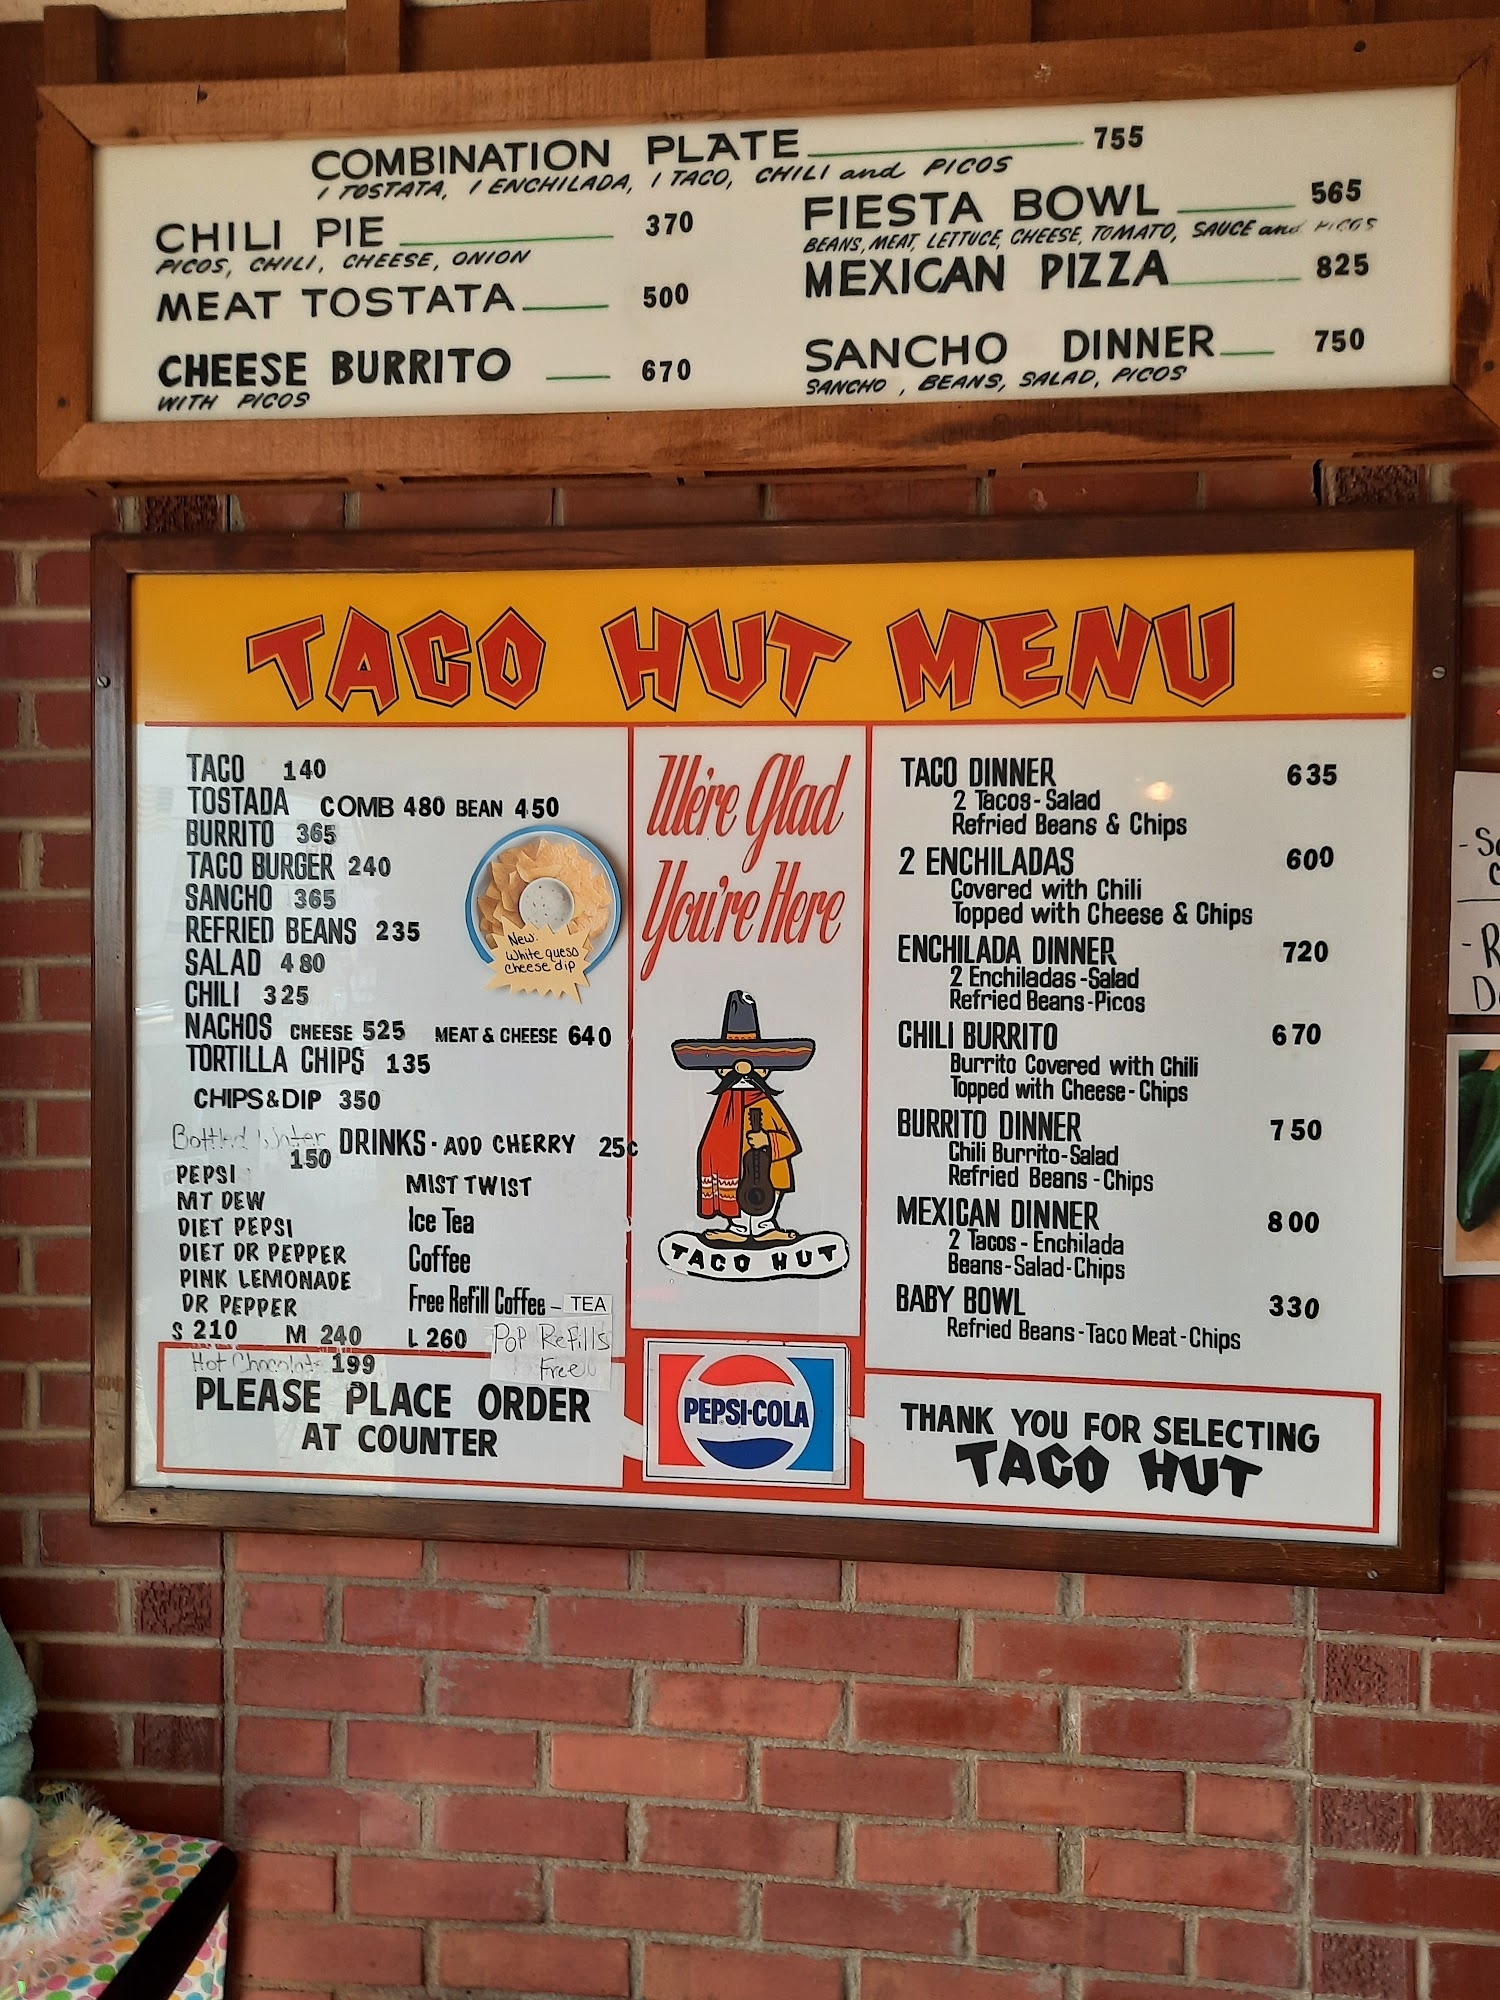 COMBINATION PLATE 755
1 TOSTATA, 1 ENCHILADA, 1 TACO, CHILI and PICOS
CHILI PIE 370
PICOS, CHILI, CHEESE, ONION
MEAT TOSTATA 500
CHEESE BURRITO 670
WITH PICOS
FIESTA BOWL 565
BEANS, MEAT, LETTUCE, CHEESE, TOMATO, SAUCE and PICOS
MEXICAN PIZZA 825
SANCHO DINNER 750
SANCHO, BEANS, SALAD, PICOS
TACO HUT MENU
TACO 140
TOSTADA COMB 480 BEAN 450
BURRITO 365
TACO BURGER 240
SANCHO 365
REFRIED BEANS 235
SALAD 480
CHILI 325
NACHOS CHEESE 525 MEAT & CHEESE 640
TORTILLA CHIPS 135
CHIPS & DIP 350
New:
White queso
cheese dip
Bottled Water DRINKS · ADD CHERRY 25¢
150
PEPSI
MT DEW
DIET PEPSI
DIET DR PEPPER
PINK LEMONADE
DR PEPPER
MIST TWIST
Ice Tea
Coffee
Free Refill Coffee - TEA
S 210 M 240 L 260
POP Refills
Free
Hot Chocolate 199
PLEASE PLACE ORDER
AT COUNTER
We're Glad
You're Here
TACO HUT
PEPSI-COLA
TACO DINNER 635
2 Tacos - Salad
Refried Beans & Chips
2 ENCHILADAS 600
Covered with Chili
Topped with Cheese & Chips
ENCHILADA DINNER 720
2 Enchiladas - Salad
Refried Beans - Picos
CHILI BURRITO 670
Burrito Covered with Chili
Topped with Cheese - Chips
BURRITO DINNER 750
Chili Burrito - Salad
Refried Beans - Chips
MEXICAN DINNER 800
2 Tacos - Enchilada
Beans - Salad - Chips
BABY BOWL 330
Refried Beans - Taco Meat - Chips
THANK YOU FOR SELECTING
TACO HUT